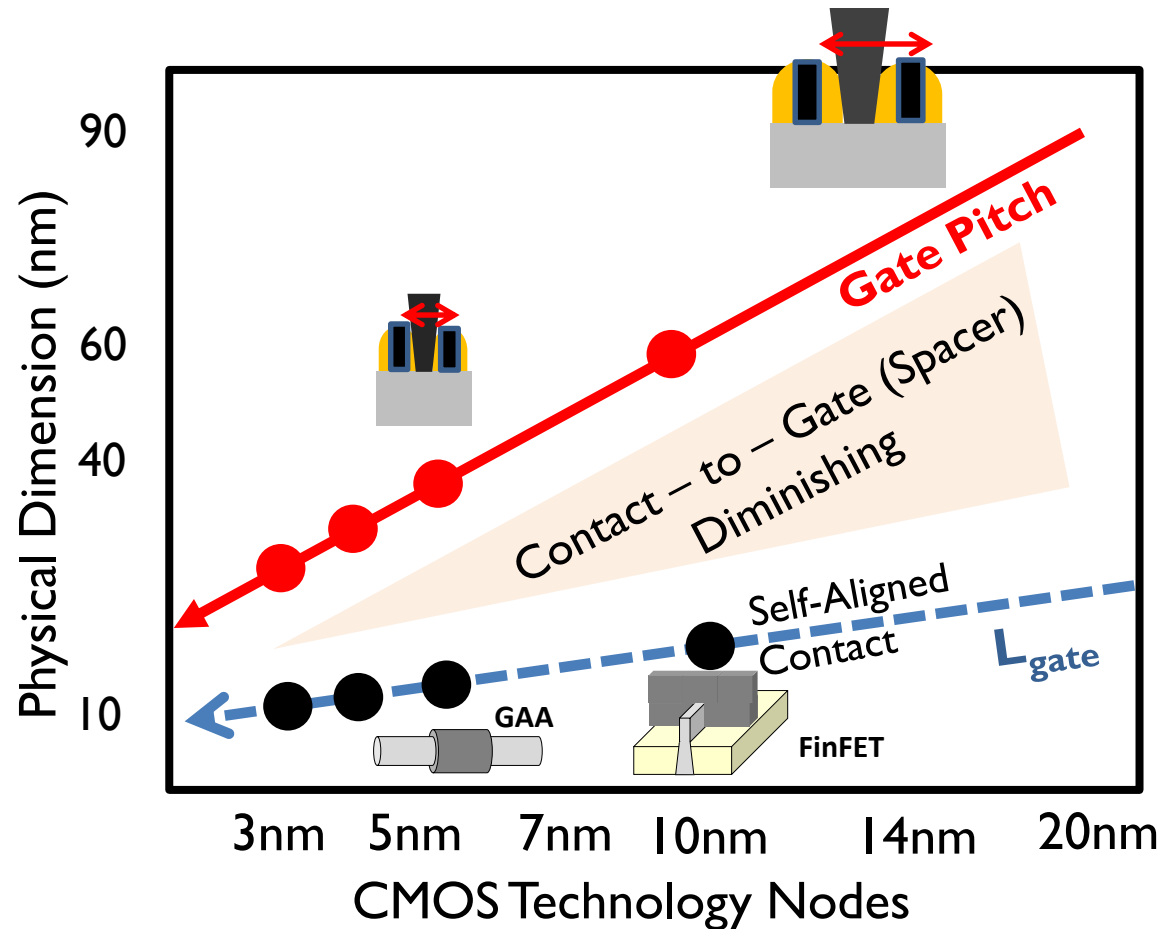 90
60
40
10
Physical Dimension (nm)
Gate Pitch
Contact – to – Gate (Spacer)
Diminishing
Self-Aligned
Contact
Lgate
GAA
FinFET
3nm 5nm 7nm 10nm 14nm 20nm
CMOS Technology Nodes